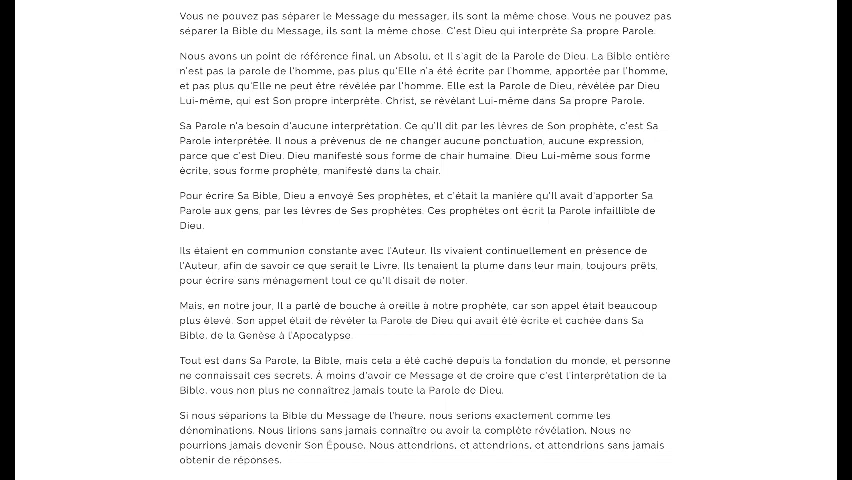 Vous ne pouvez pas séparer le Message du messager, ils sont la même chose. Vous ne pouvez pas
séparer la Bible du Message, ils sont la même chose. C'est Dieu qui interprète Sa propre Parole.
Nous avons un point de référence final, un Absolu, et Il s'agit de la Parole de Dieu. La Bible entière
n'est pas la parole de l'homme, pas plus qu'Elle n'a été écrite par l'homme, apportée par l'homme,
et pas plus qu'Elle ne peut être révélée par l'homme. Elle est la Parole de Dieu, révélée par Dieu
Lui-même, qui est Son propre interprète. Christ, se révélant Lui-même dans Sa propre Parole.
Sa Parole n'a besoin d'aucune interprétation. Ce qu'Il dit par les lèvres de Son prophète, c'est Sa
Parole interprétée. Il nous a prévenus de ne changer aucune ponctuation, aucune expression,
parce que c'est Dieu. Dieu manifesté sous forme de chair humaine. Dieu Lui-même sous forme
écrite, sous forme prophète, manifesté dans la chair.
Pour écrire Sa Bible, Dieu a envoyé Ses prophètes, et c'était la manière qu'Il avait d'apporter Sa
Parole aux gens, par les lèvres de Ses prophètes. Ces prophètes ont écrit la Parole infaillible de
Dieu.
Ils étaient en communion constante avec l'Auteur. Ils vivaient continuellement en présence de
l'Auteur, afin de savoir ce que serait le Livre. Ils tenaient la plume dans leur main, toujours prêts,
pour écrire sans ménagement tout ce qu'Il disait de noter.
Mais, en notre jour, Il a parlé de bouche à oreille à notre prophète, car son appel était beaucoup
plus élevé. Son appel était de révéler la Parole de Dieu qui avait été écrite et cachée dans Sa
Bible, de la Genèse à l'Apocalypse.
Tout est dans Sa Parole, la Bible, mais cela a été caché depuis la fondation du monde, et personne
ne connaissait ces secrets. À moins d'avoir ce Message et de croire que c'est l'interprétation de la
Bible, vous non plus ne connaîtrez jamais toute la Parole de Dieu.
Si nous séparions la Bible du Message de l'heure, nous serions exactement comme les
dénominations. Nous lirions sans jamais connaître ou avoir la complète révélation. Nous ne
pourrions jamais devenir Son Épouse. Nous attendrions, et attendrions, et attendrions sans jamais
obtenir de réponses.